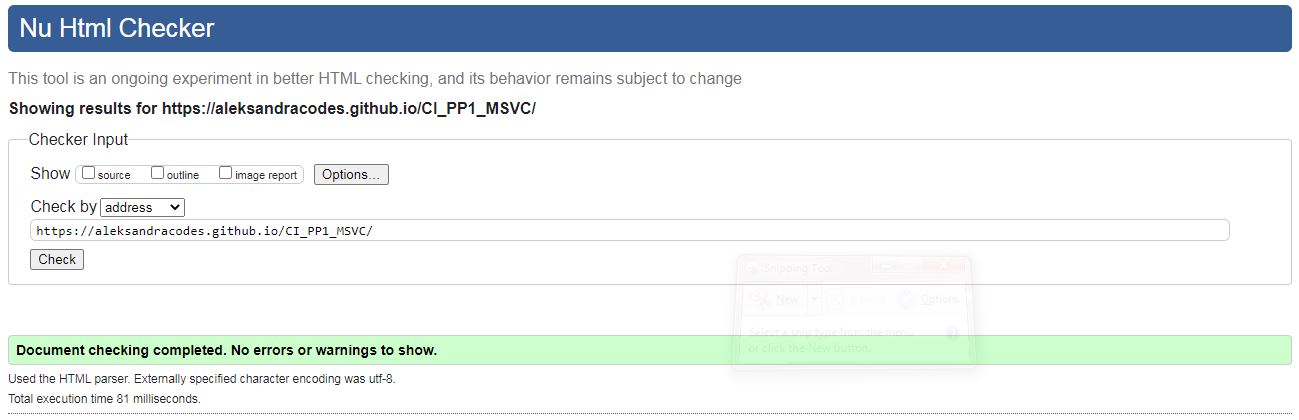 Nu Html Checker
This tool is an ongoing experiment in better HTML checking, and its behavior remains subject to change
Showing results for https://aleksandracodes.github.io/CI_PP1_MSVC/
Checker Input
Show source outline image report Options...
Check by address
https://aleksandracodes.github.io/CI_PP1_MSVC/
Check
Snipping Tool
New Options
Select a snip type from the menu
or click the New button.
Document checking completed. No errors or warnings to show.
Used the HTML parser. Externally specified character encoding was utf-8.
Total execution time 81 milliseconds.